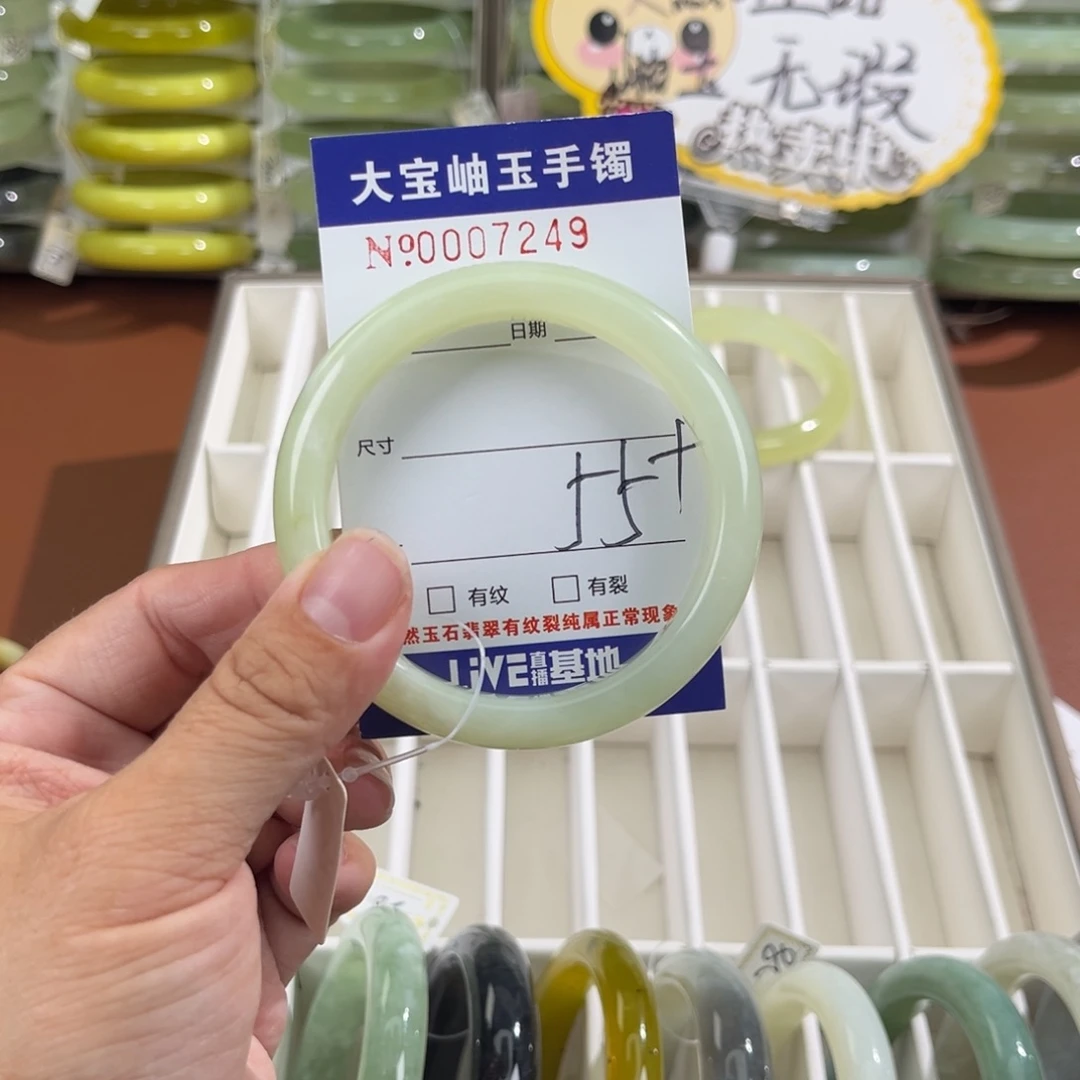 无瑕
大宝岫玉手镯
№0007249
日期
尺寸
55+
有纹 有裂
然玉石翡翠有纹裂纯属正常现象
LiVE直播基地